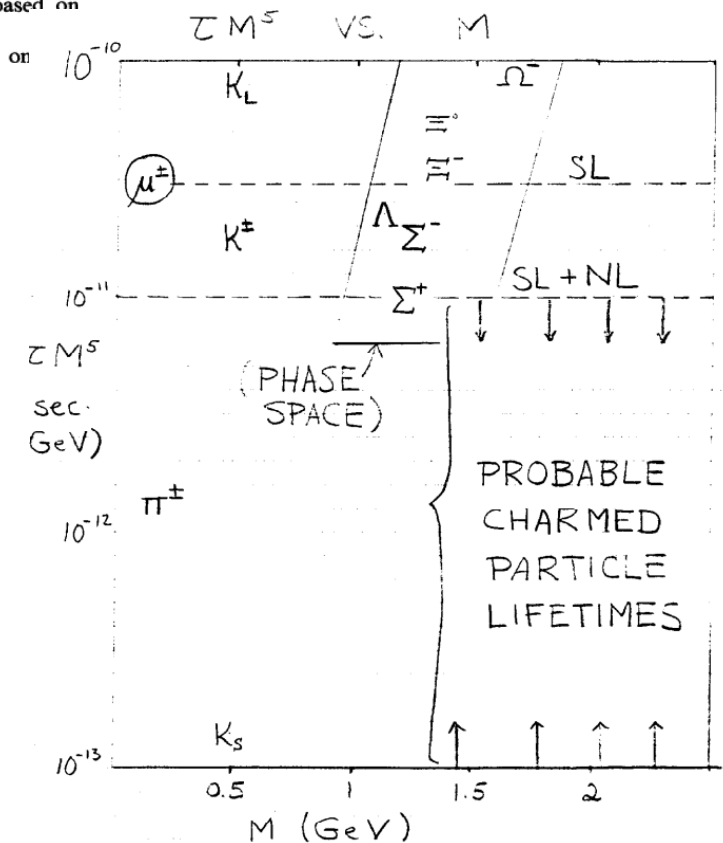 based on
on
τM⁵ VS. M
10⁻¹⁰
K_L
Ω⁻
Ξ°
Ξ⁻
μ±
SL
K±
Λ
Σ⁻
10⁻¹¹
Σ⁺
SL + NL
τM⁵
sec.
GeV)
(PHASE
SPACE)
π±
10⁻¹²
PROBABLE
CHARMED
PARTICLE
LIFETIMES
K_S
10⁻¹³
0.5 1 1.5 2
M (GeV)